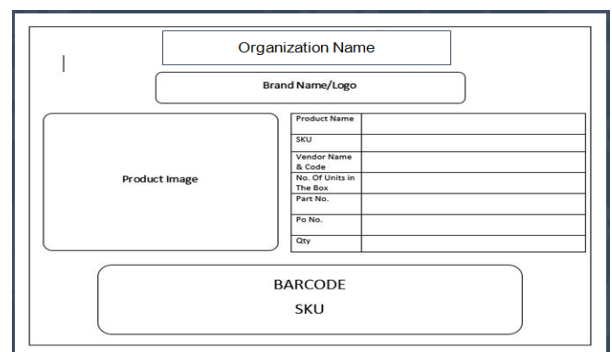 Organization Name
Brand Name/Logo
Product Image
Product Name
SKU
Vendor Name
& Code
No. Of Units in
The Box
Part No.
Po No.
Qty
BARCODE
SKU